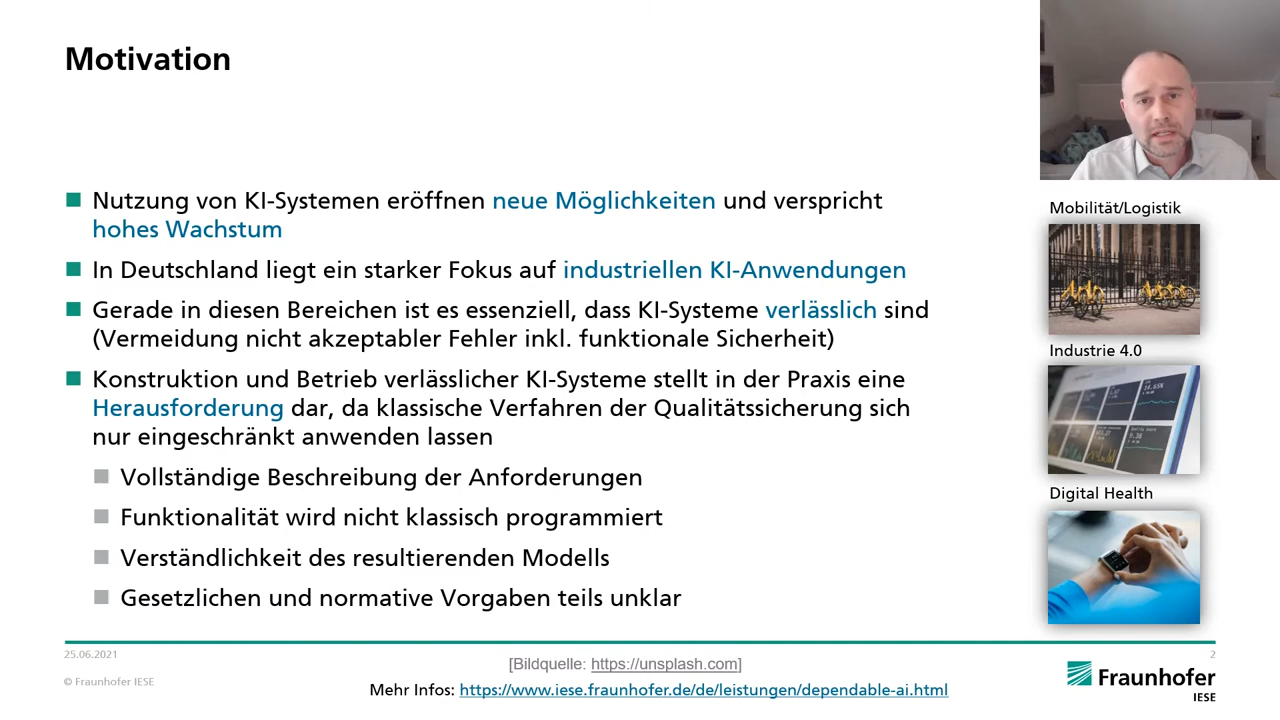 Motivation
Nutzung von KI-Systemen eröffnen neue Möglichkeiten und verspricht
hohes Wachstum
In Deutschland liegt ein starker Fokus auf industriellen KI-Anwendungen
Gerade in diesen Bereichen ist es essenziell, dass KI-Systeme verlässlich sind
(Vermeidung nicht akzeptabler Fehler inkl. funktionale Sicherheit)
Konstruktion und Betrieb verlässlicher KI-Systeme stellt in der Praxis eine
Herausforderung dar, da klassische Verfahren der Qualitätssicherung sich
nur eingeschränkt anwenden lassen
Vollständige Beschreibung der Anforderungen
Funktionalität wird nicht klassisch programmiert
Verständlichkeit des resultierenden Modells
Gesetzlichen und normative Vorgaben teils unklar
Mobilität/Logistik
Industrie 4.0
Digital Health
25.06.2021
© Fraunhofer IESE
[Bildquelle: https://unsplash.com]
Mehr Infos: https://www.iese.fraunhofer.de/de/leistungen/dependable-ai.html
2
Fraunhofer
IESE